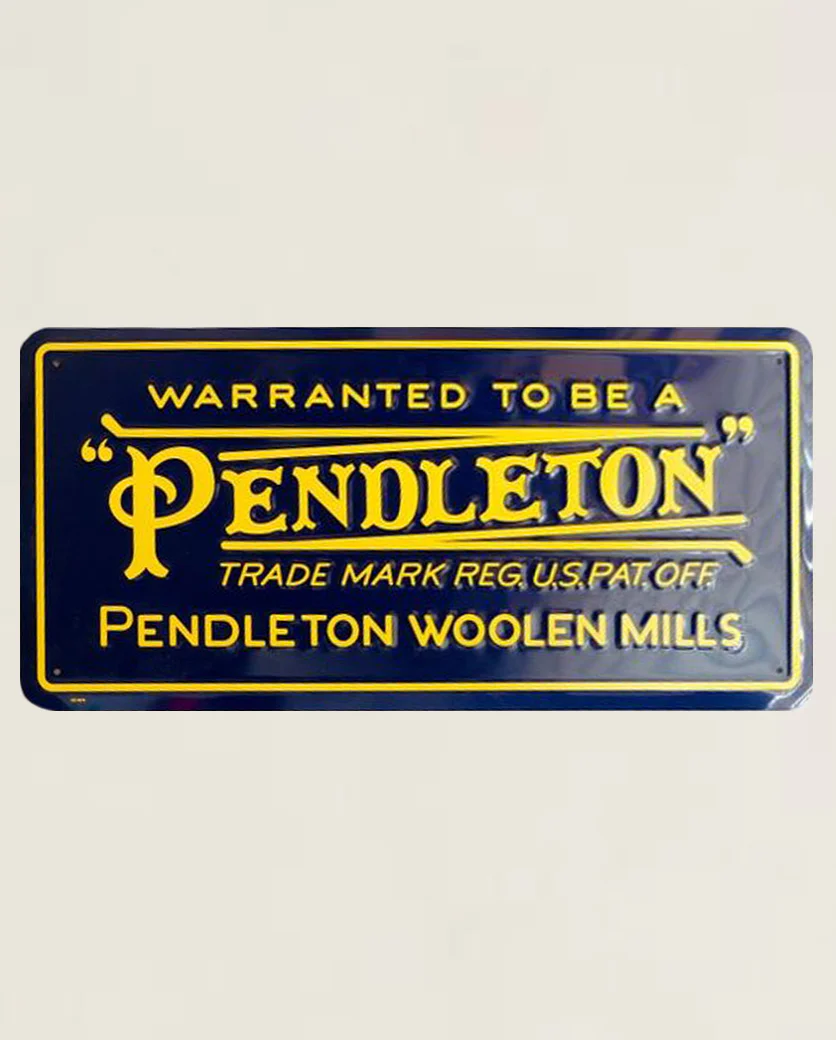 WARRANTED TO BE A
“PENDLETON”
TRADE MARK REG. U.S. PAT. OFF.
PENDLETON WOOLEN MILLS